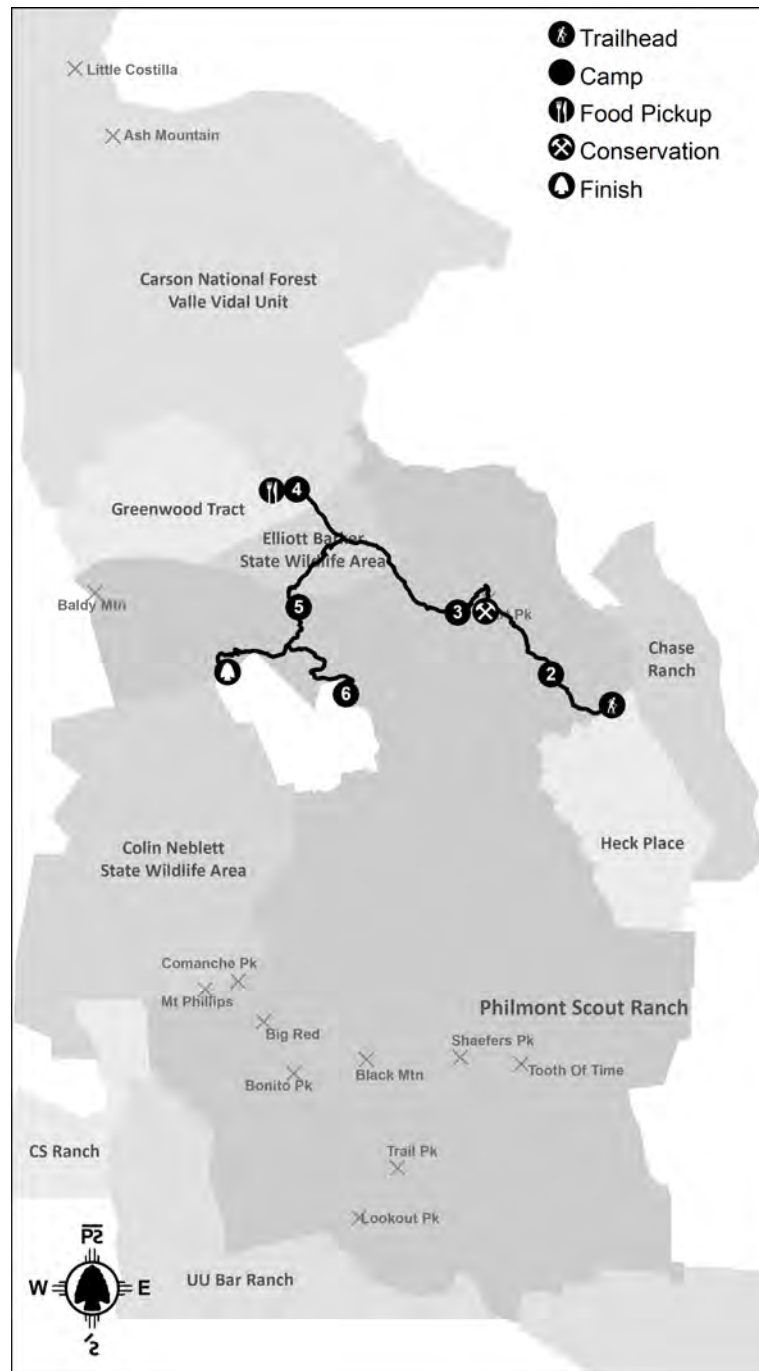 Trailhead
Camp
Food Pickup
Conservation
Finish
Little Costilla
Ash Mountain
Carson National Forest
Valle Vidal Unit
4
Greenwood Tract
Elliott Barker
State Wildlife Area
Baldy Mtn
5
3
Pk
2
Chase
Ranch
6
Heck Place
Colin Neblett
State Wildlife Area
Comanche Pk
Mt Phillips
Big Red
Bonito Pk
Black Mtn
Shaefers Pk
Tooth Of Time
Philmont Scout Ranch
CS Ranch
Trail Pk
Lookout Pk
UU Bar Ranch
W
E